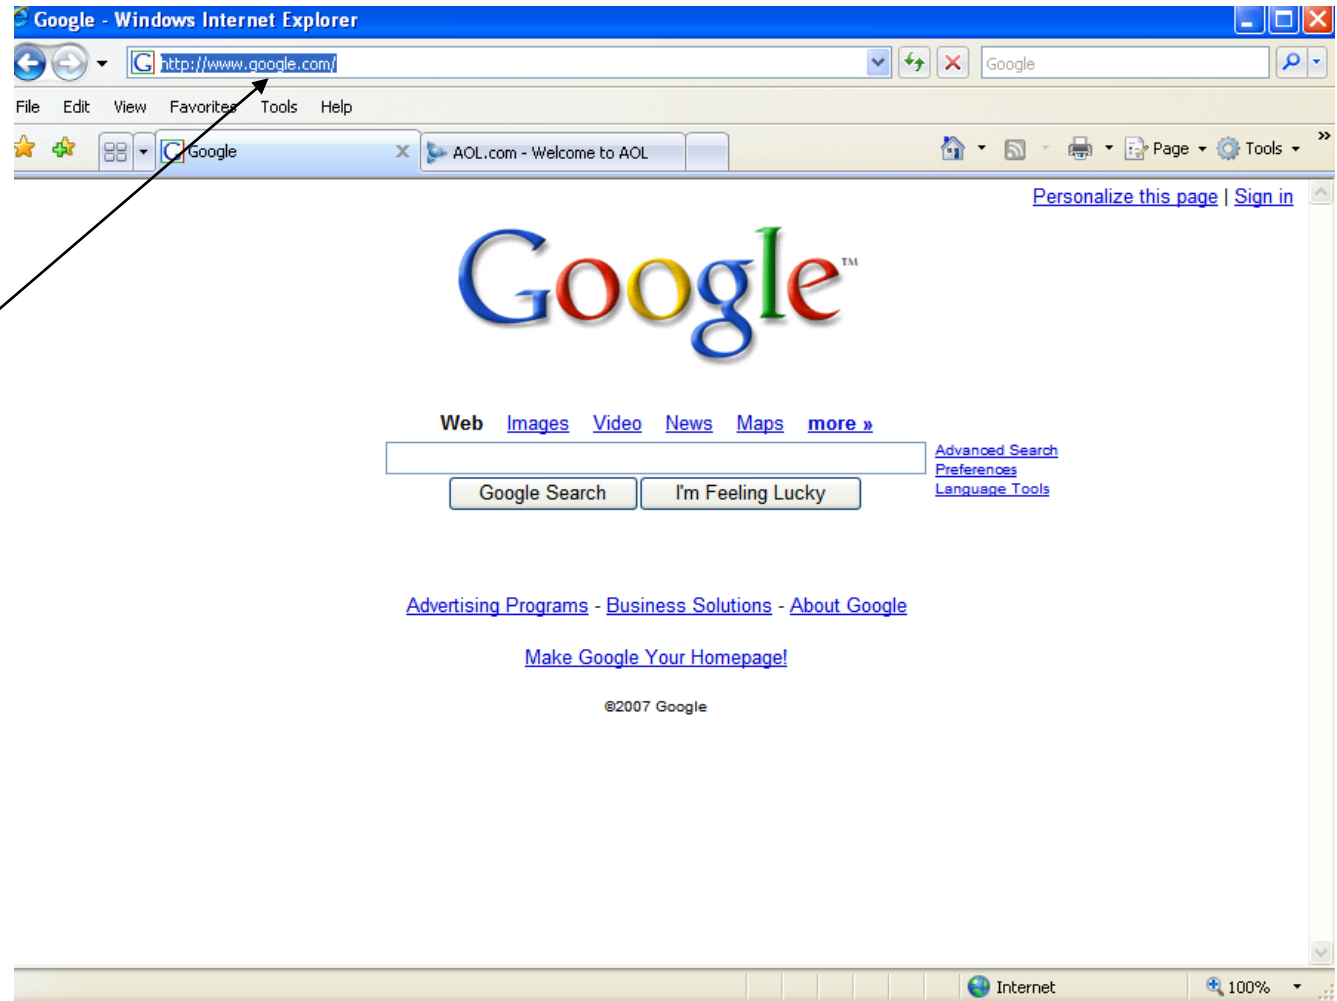 Google - Windows Internet Explorer
G http://www.google.com/ Google
File Edit View Favorites Tools Help
G Google AOL.com - Welcome to AOL Page Tools »
Personalize this page | Sign in
Google™
Web Images Video News Maps more »
Advanced Search
Preferences
Google Search I'm Feeling Lucky Language Tools
Advertising Programs - Business Solutions - About Google
Make Google Your Homepage!
©2007 Google
Internet 100%